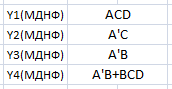 Y1(МДНФ) ACD
Y2(МДНФ) A'C
Y3(МДНФ) A'B
Y4(МДНФ) A'B+BCD